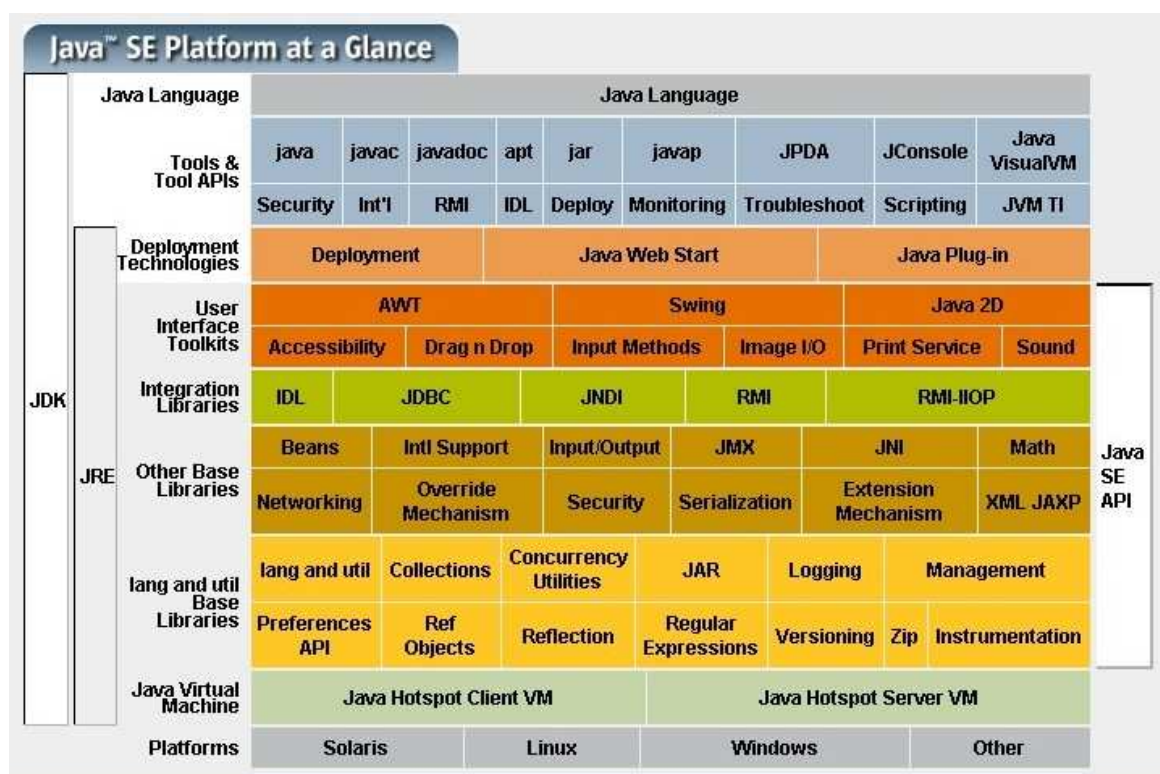 Java™ SE Platform at a Glance
Java Language
Java Language
Tools &
Tool APIs
java javac javadoc apt jar javap JPDA JConsole Java
VisualVM
Security Int'l RMI IDL Deploy Monitoring Troubleshoot Scripting JVM TI
Deployment
Technologies
Deployment Java Web Start Java Plug-in
User
Interface
Toolkits
AWT Swing Java 2D
Accessibility Drag n Drop Input Methods Image I/O Print Service Sound
Integration
Libraries
IDL JDBC JNDI RMI RMI-IIOP
JDK
JRE
Other Base
Libraries
Beans Intl Support Input/Output JMX JNI Math
Networking Override
Mechanism Security Serialization Extension
Mechanism XML JAXP
Java
SE
API
lang and util
Base
Libraries
lang and util Collections Concurrency
Utilities JAR Logging Management
Preferences
API Ref
Objects Reflection Regular
Expressions Versioning Zip Instrumentation
Java Virtual
Machine
Java Hotspot Client VM Java Hotspot Server VM
Platforms
Solaris Linux Windows Other